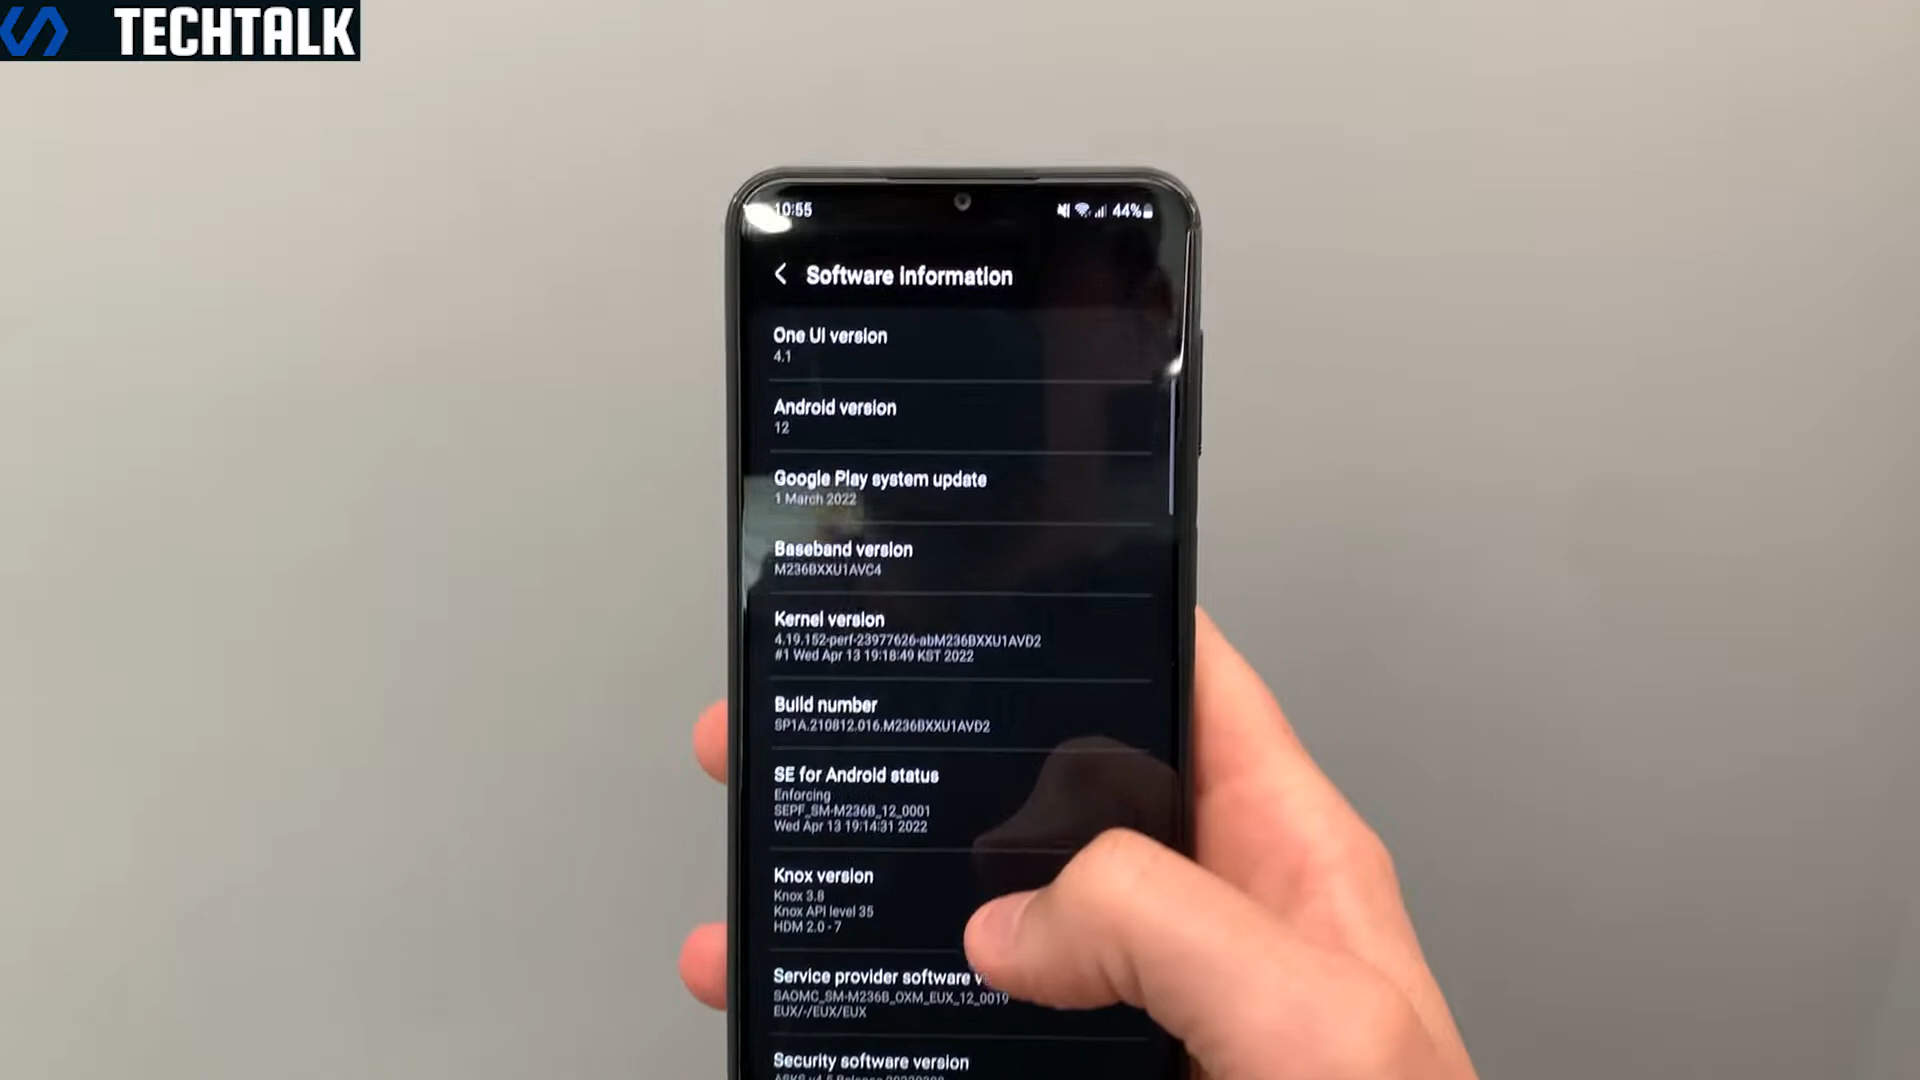 TECHTALK
10:55
44%
Software information
One UI version
4.1
Android version
12
Google Play system update
1 March 2022
Baseband version
M236BXXU1AVC4
Kernel version
4.19.152-perf-23977626-abM236BXXU1AVD2
#1 Wed Apr 13 19:18:49 KST 2022
Build number
SP1A.210812.016.M236BXXU1AVD2
SE for Android status
Enforcing
SEPF_SM-M236B_12_0001
Wed Apr 13 19:14:31 2022
Knox version
Knox 3.8
Knox API level 35
HDM 2.0 - 7
Service provider software
SAOMC_SM-M236B_OXM_EUX_12_0019
EUX/-/EUX/EUX
Security software version